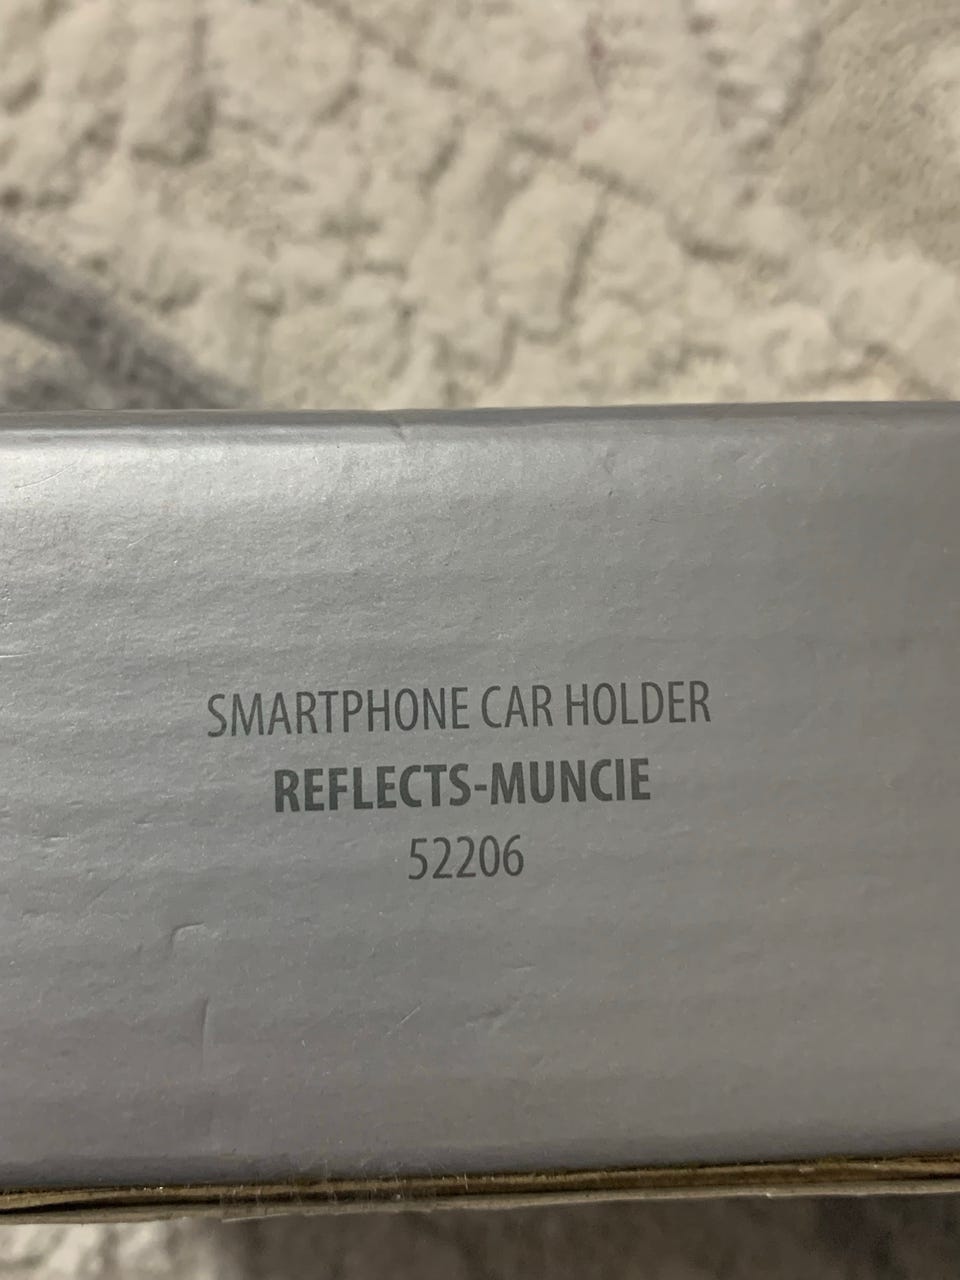 SMARTPHONE CAR HOLDER
REFLECTS-MUNCIE
52206